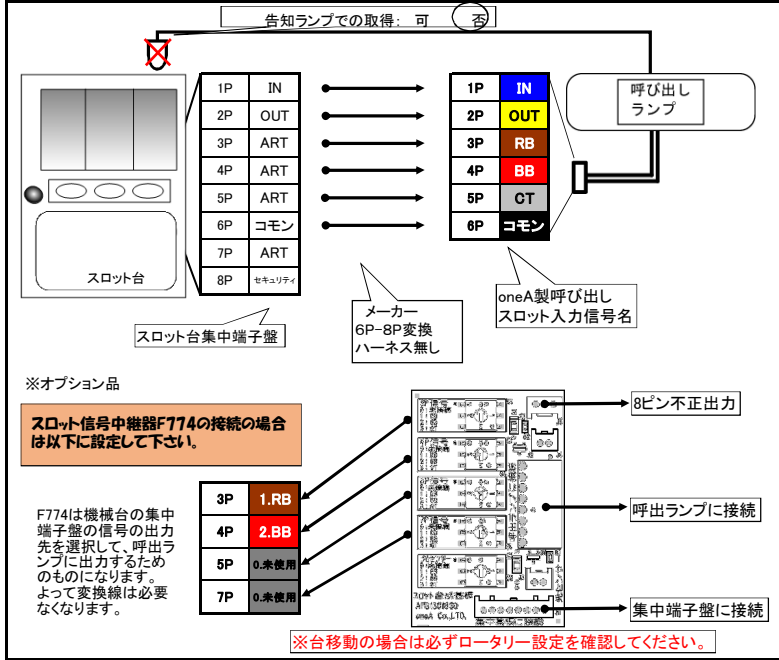 告知ランプでの取得: 可 否
1P IN
2P OUT
3P ART
4P ART
5P ART
6P コモン
7P ART
8P セキュリティ
1P IN
2P OUT
3P RB
4P BB
5P CT
6P コモン
呼び出し
ランプ
スロット台
スロット台集中端子盤
メーカー
6P-8P変換
ハーネス無し
oneA製呼び出し
スロット入力信号名
※オプション品
スロット信号中継器F774の接続の場合
は以下に設定して下さい。
F774は機械台の集中
端子盤の信号の出力
先を選択して、呼出ラ
ンプに出力するため
のものになります。
よって変換線は必要
なくなります。
3P 1.RB
4P 2.BB
5P 0.未使用
7P 0.未使用
8ピン不正出力
呼出ランプに接続
集中端子盤に接続
oneA Co.,LTD.
※台移動の場合は必ずロータリー設定を確認してください。